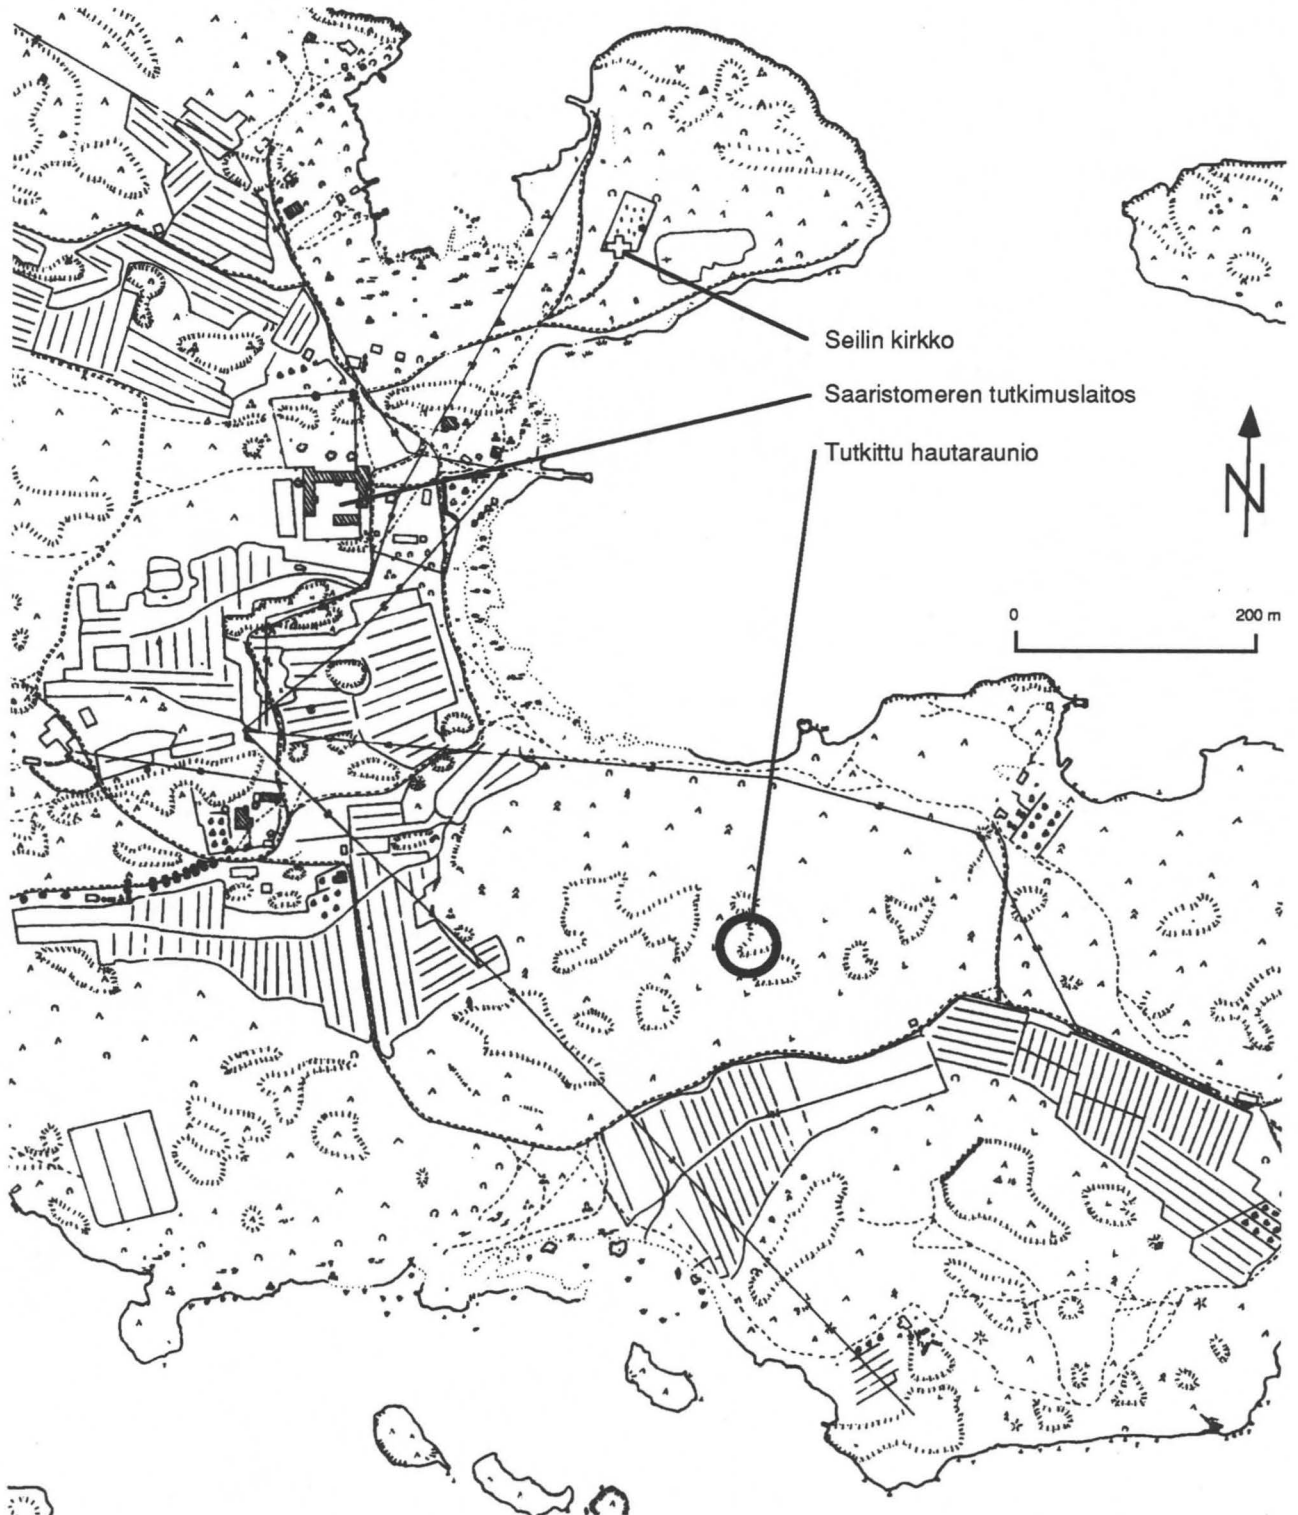 Seilin kirkko
Saaristomeren tutkimuslaitos
Tutkittu hautaraunio
N
0 200 m